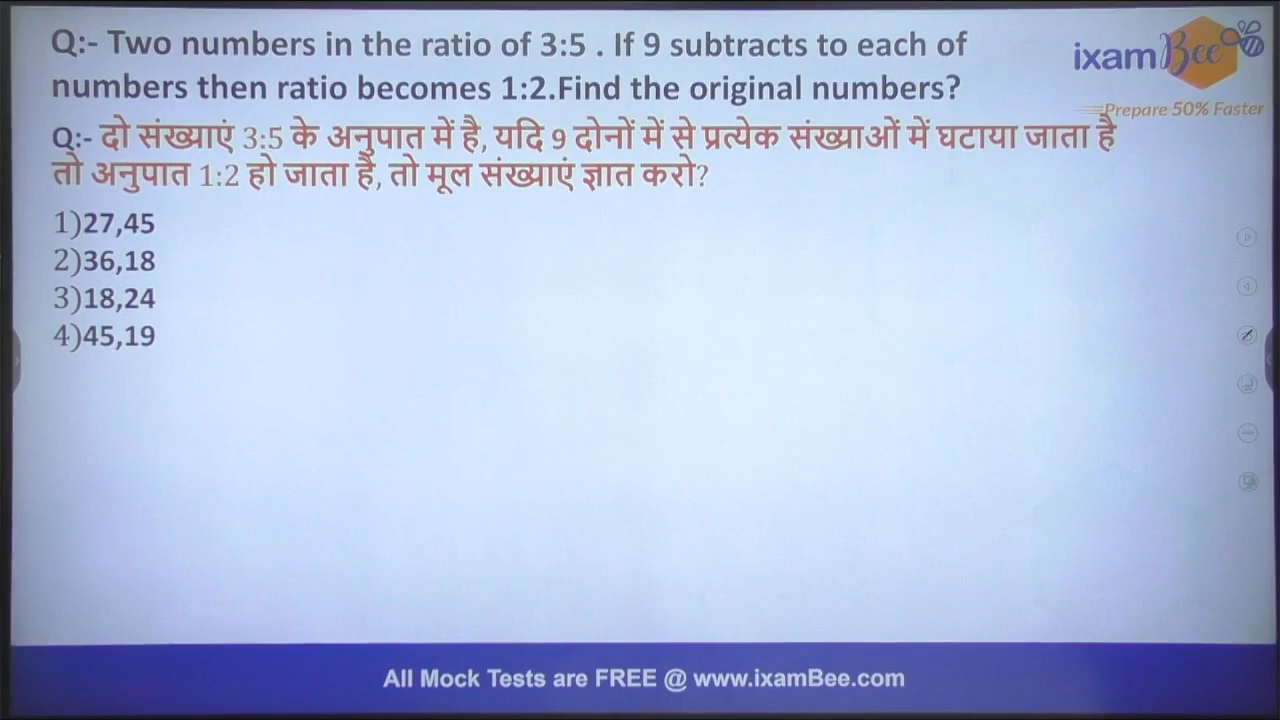 Q:- Two numbers in the ratio of 3:5 . If 9 subtracts to each of
numbers then ratio becomes 1:2.Find the original numbers?
Q:- दो संख्याएं 3:5 के अनुपात में है, यदि 9 दोनों में से प्रत्येक संख्याओं में घटाया जाता है
तो अनुपात 1:2 हो जाता है, तो मूल संख्याएं ज्ञात करो?
1)27,45
2)36,18
3)18,24
4)45,19
ixamBee
Prepare 50% Faster
All Mock Tests are FREE @ www.ixamBee.com